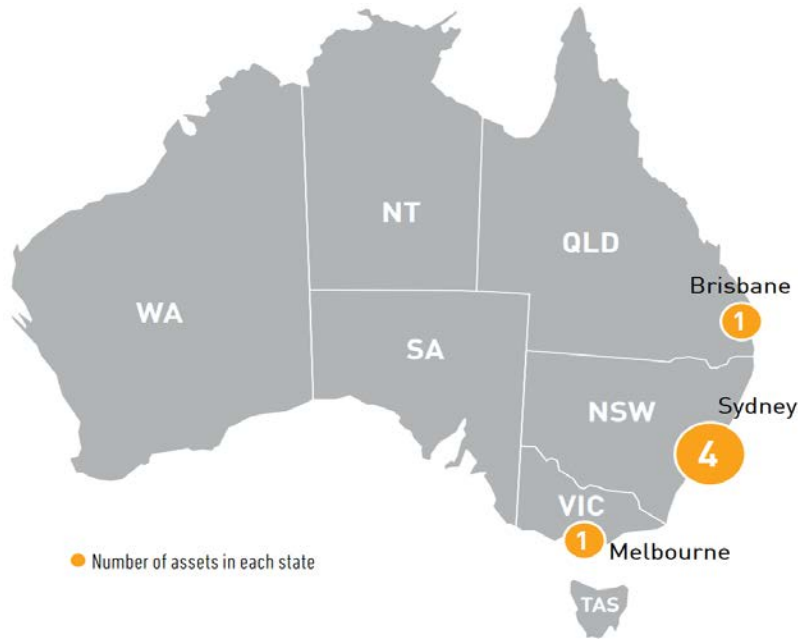 NT
QLD
Brisbane
1
WA
SA
NSW
Sydney
4
VIC
1
Melbourne
Number of assets in each state
TAS